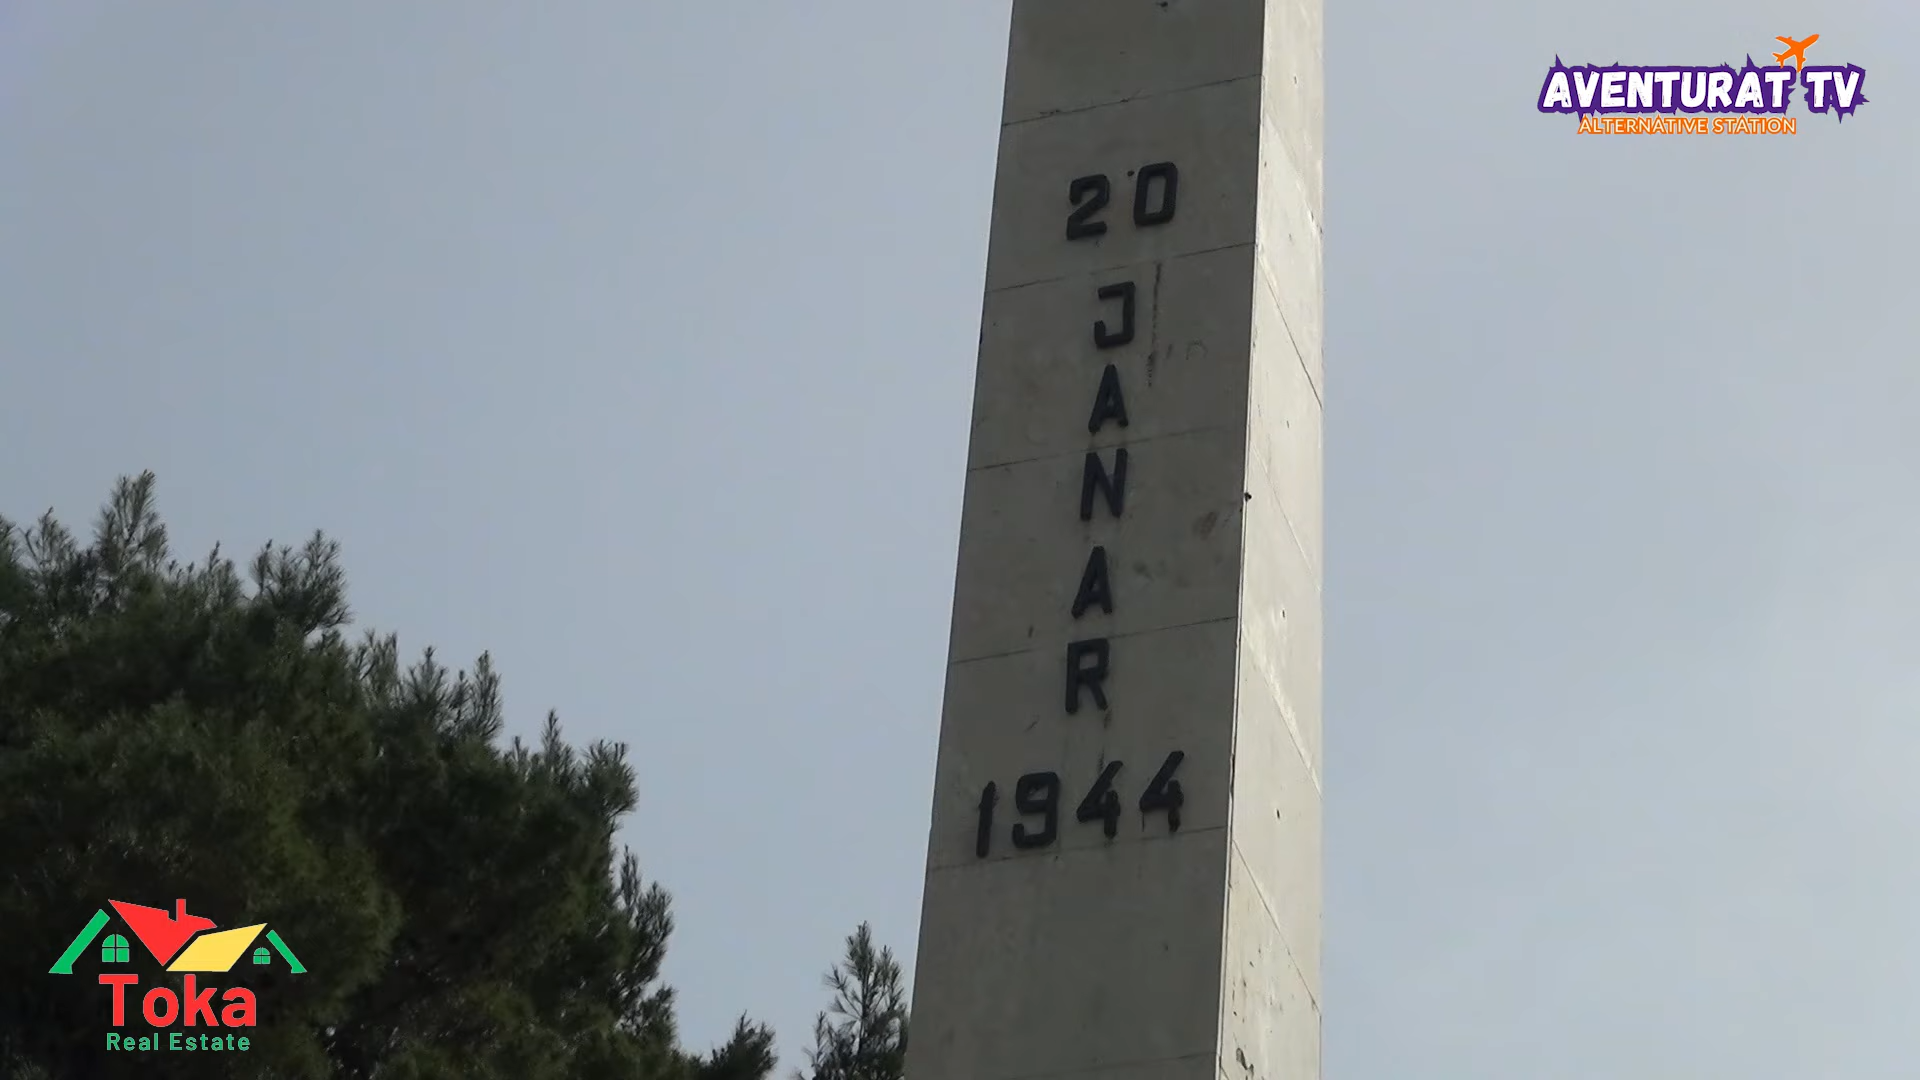 AVENTURAT TV
ALTERNATIVE STATION
20
JANAR
1944
Toka
Real Estate